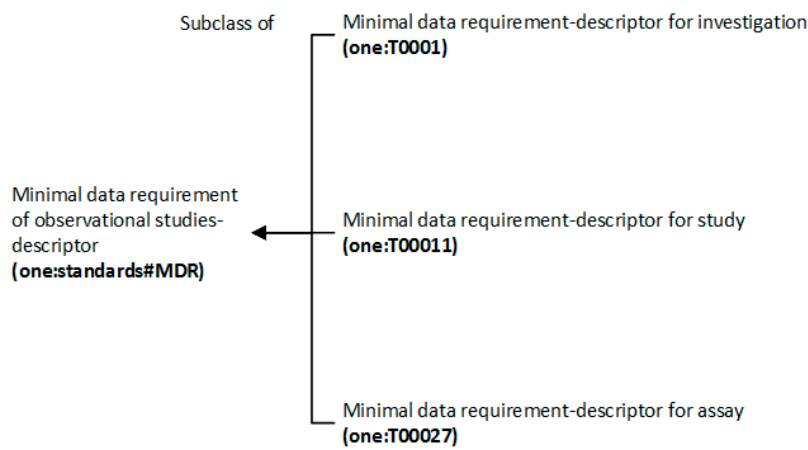 Subclass of
Minimal data requirement-descriptor for investigation
(one:T0001)
Minimal data requirement
of observational studies-
descriptor
(one:standards#MDR)
Minimal data requirement-descriptor for study
(one:T00011)
Minimal data requirement-descriptor for assay
(one:T00027)